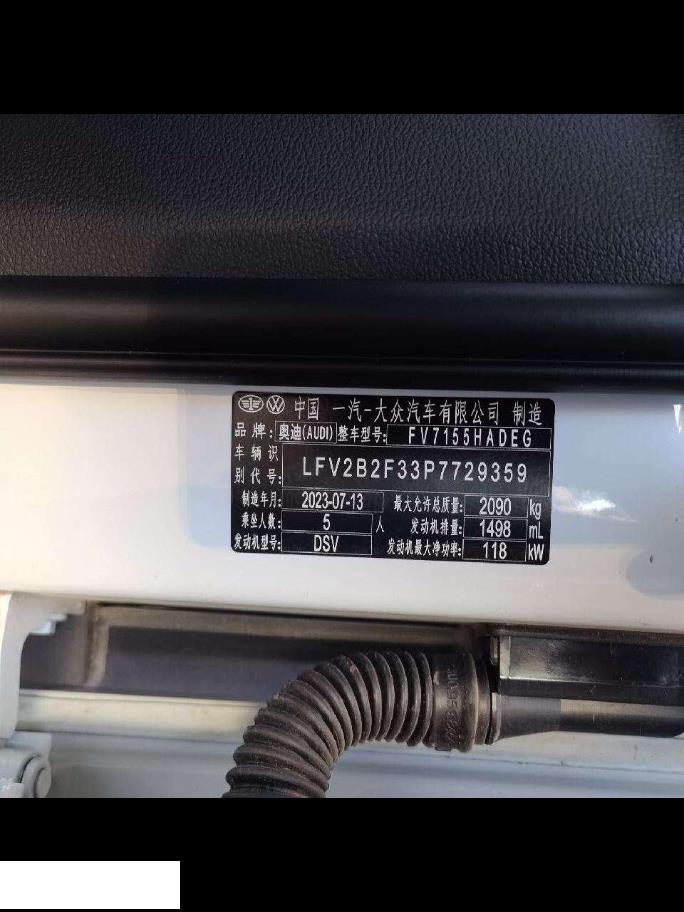 中国 一汽-大众汽车有限公司 制造
品牌: 奥迪(AUDI) 整车型号: FV7155HADEG
车辆识别代号: LFV2B2F33P7729359
制造年月: 2023-07-13 最大允许总质量: 2090 kg
乘坐人数: 5 人 发动机排量: 1498 mL
发动机型号: DSV 发动机最大净功率: 118 kW